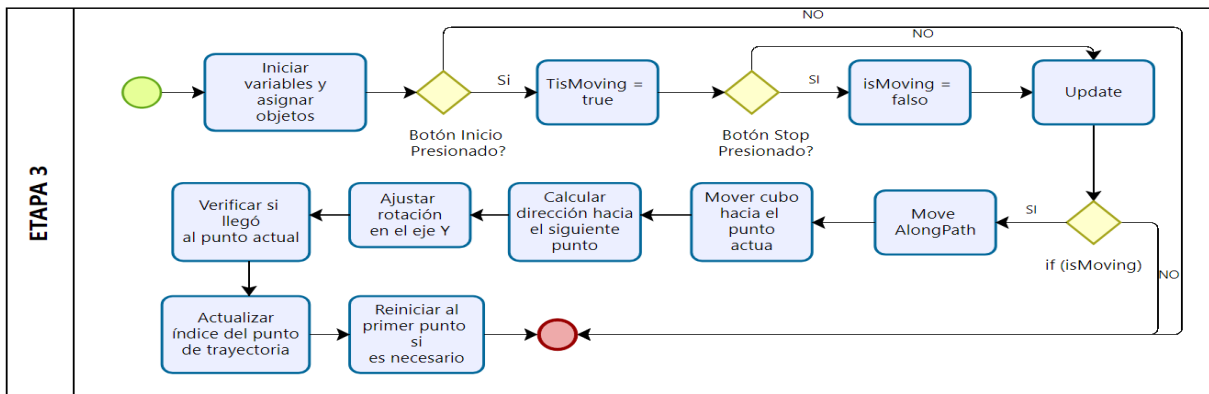 NO
NO
Iniciar
variables y
asignar
objetos
Si
TisMoving =
true
SI
isMoving =
falso
Update
Botón Inicio
Presionado?
Botón Stop
Presionado?
ETAPA 3
Verificar si
llegó
al punto actual
Ajustar
rotación
en el eje Y
Calcular
dirección hacia
el siguiente
punto
Mover cubo
hacia el
punto
actua
Move
AlongPath
SI
if (isMoving)
NO
Actualizar
índice del punto
de trayectoria
Reiniciar al
primer punto
si
es necesario